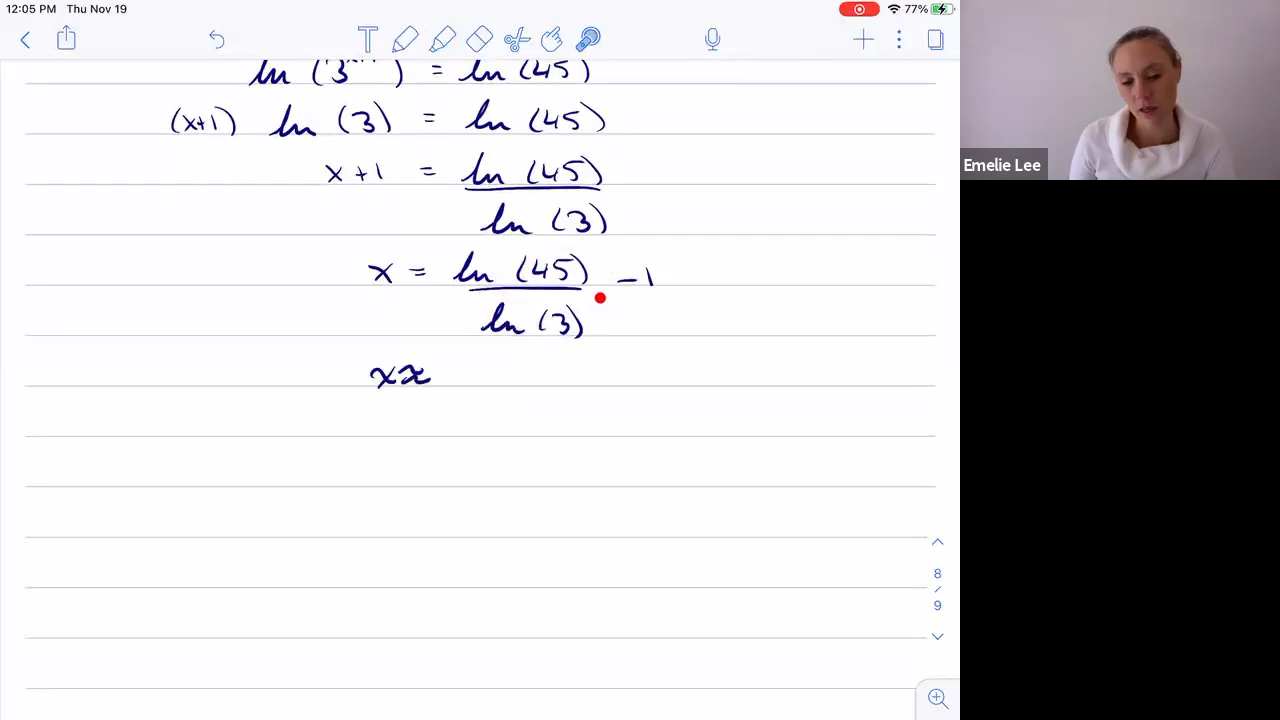 12:05 PM Thu Nov 19
77%
ln (3^{x+1}) = ln (45)
(x+1) ln (3) = ln (45)
x+1 = ln (45)
ln (3)
x = ln (45) -1
ln (3)
Emelie Lee
8
/
9